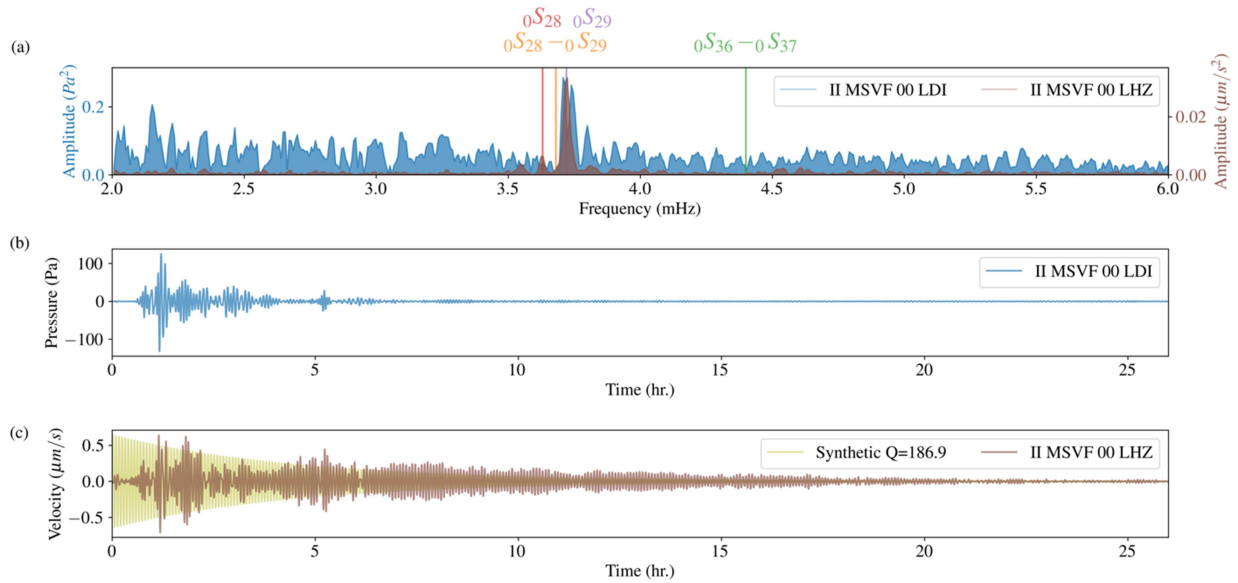 ₀S₂₈ ₀S₂₉
(a) ₀S₂₈ −₀ S₂₉ ₀S₃₆ −₀ S₃₇
II MSVF 00 LDI II MSVF 00 LHZ
Amplitude (Pa²)
0.2
0.0
Amplitude (μm/s²)
0.02
0.00
2.0 2.5 3.0 3.5 4.0 4.5 5.0 5.5 6.0
Frequency (mHz)
(b)
II MSVF 00 LDI
Pressure (Pa)
100
0
−100
0 5 10 15 20 25
Time (hr.)
(c)
Synthetic Q=186.9 II MSVF 00 LHZ
Velocity (μm/s)
0.5
0.0
−0.5
0 5 10 15 20 25
Time (hr.)